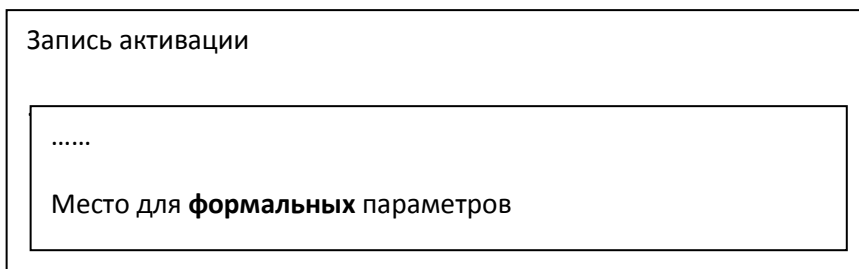 Запись активации
......
Место для формальных параметров